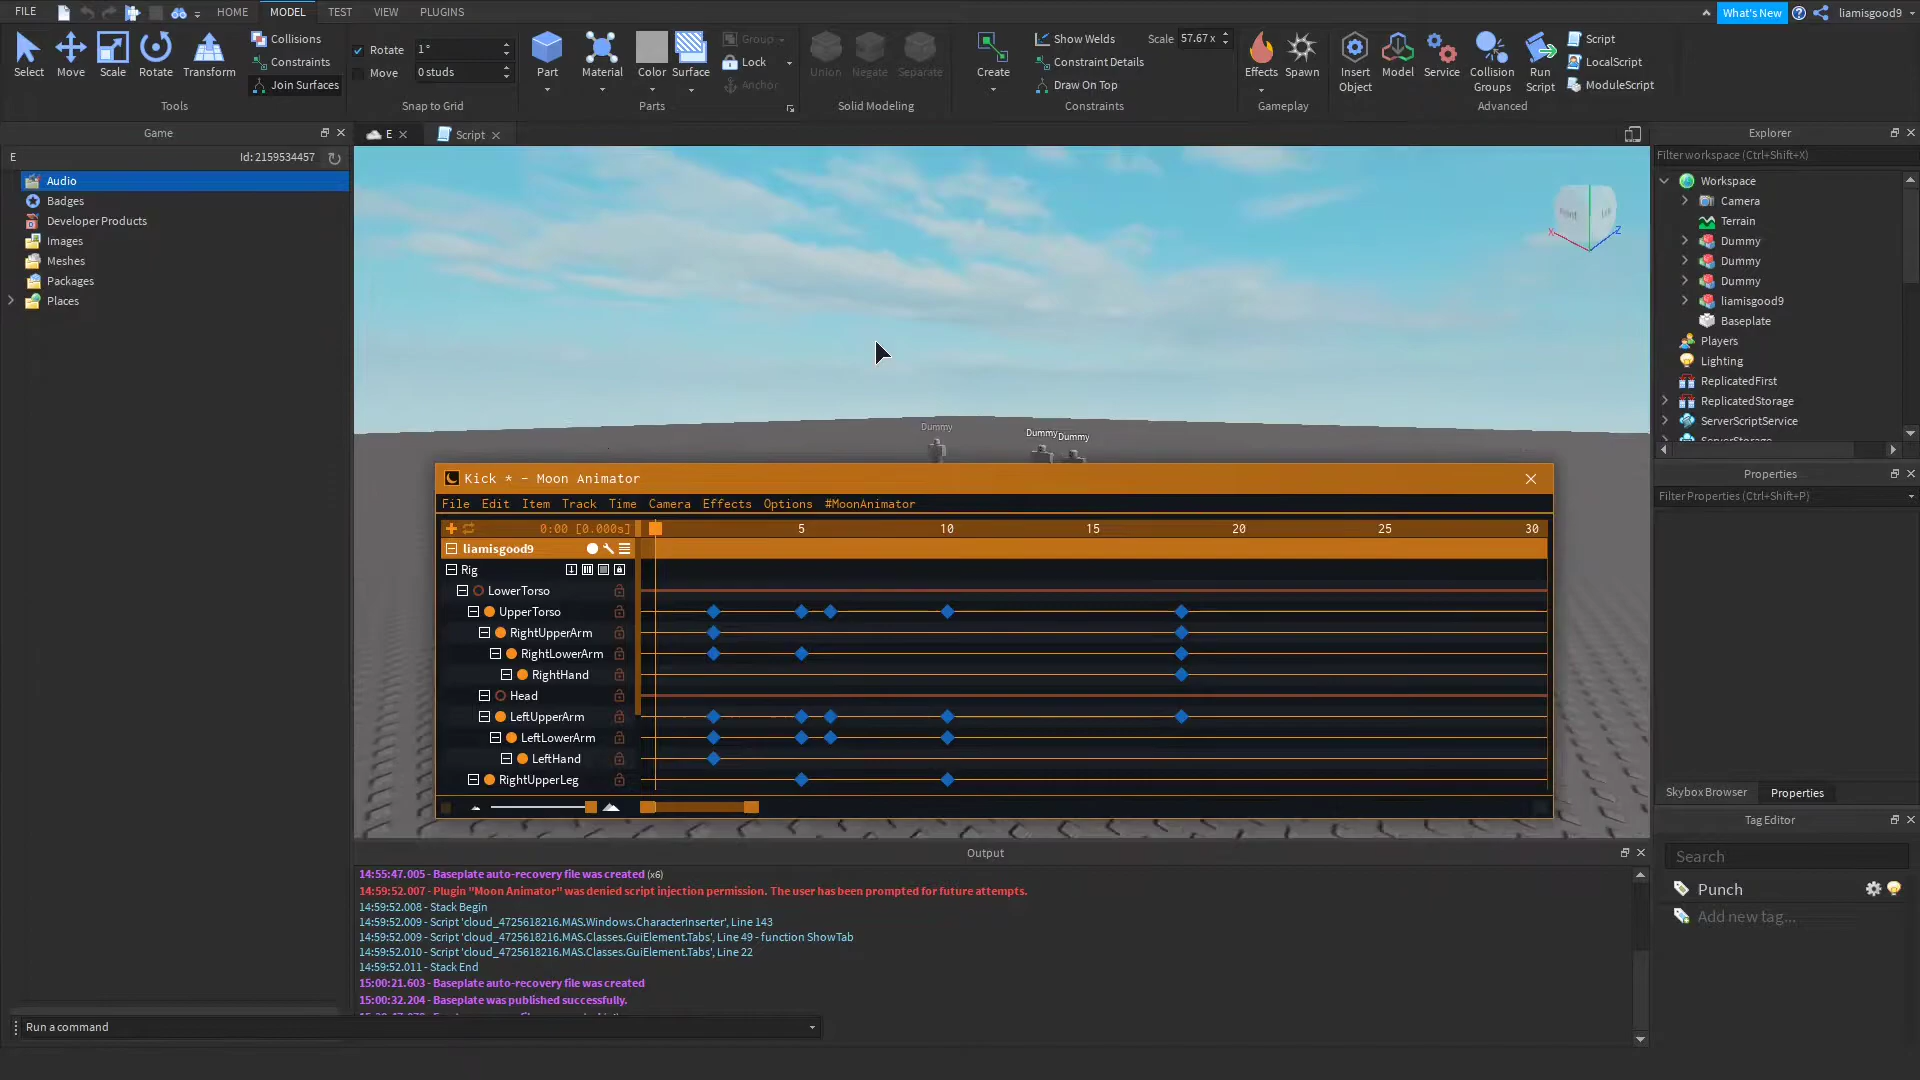 FILE HOME MODEL TEST VIEW PLUGINS What's New liamisgood9
Select Move Scale Rotate Transform
Collisions
Constraints
Join Surfaces
Tools
Rotate 1°
Move 0 studs
Snap to Grid
Part Material Color Surface
Group
Lock
Anchor
Parts
Union Negate Separate
Solid Modeling
Create
Show Welds
Constraint Details
Draw On Top
Scale 57.67 x
Constraints
Effects Spawn
Gameplay
Insert Object Model Service Collision Groups Run Script
Script
LocalScript
ModuleScript
Advanced
Game
E Id: 2159534457
Audio
Badges
Developer Products
Images
Meshes
Packages
Places
E Script
Dummy
Dummy Dummy
X Z
Kick * - Moon Animator
File Edit Item Track Time Camera Effects Options #MoonAnimator
0:00 [0.000s] 5 10 15 20 25 30
liamisgood9
Rig
LowerTorso
UpperTorso
RightUpperArm
RightLowerArm
RightHand
Head
LeftUpperArm
LeftLowerArm
LeftHand
RightUpperLeg
Output
14:55:47.005 - Baseplate auto-recovery file was created (x6)
14:59:52.007 - Plugin "Moon Animator" was denied script injection permission. The user has been prompted for future attempts.
14:59:52.008 - Stack Begin
14:59:52.009 - Script 'cloud_4725618216.MAS.Windows.CharacterInserter', Line 143
14:59:52.009 - Script 'cloud_4725618216.MAS.Classes.GuiElement.Tabs', Line 49 - function ShowTab
14:59:52.010 - Script 'cloud_4725618216.MAS.Classes.GuiElement.Tabs', Line 22
14:59:52.011 - Stack End
15:00:21.603 - Baseplate auto-recovery file was created
15:00:32.204 - Baseplate was published successfully.
Run a command
Explorer
Filter workspace (Ctrl+Shift+X)
Workspace
Camera
Terrain
Dummy
Dummy
Dummy
liamisgood9
Baseplate
Players
Lighting
ReplicatedFirst
ReplicatedStorage
ServerScriptService
ServerStorage
Properties
Filter Properties (Ctrl+Shift+P)
Skybox Browser Properties
Tag Editor
Search
Punch
Add new tag...